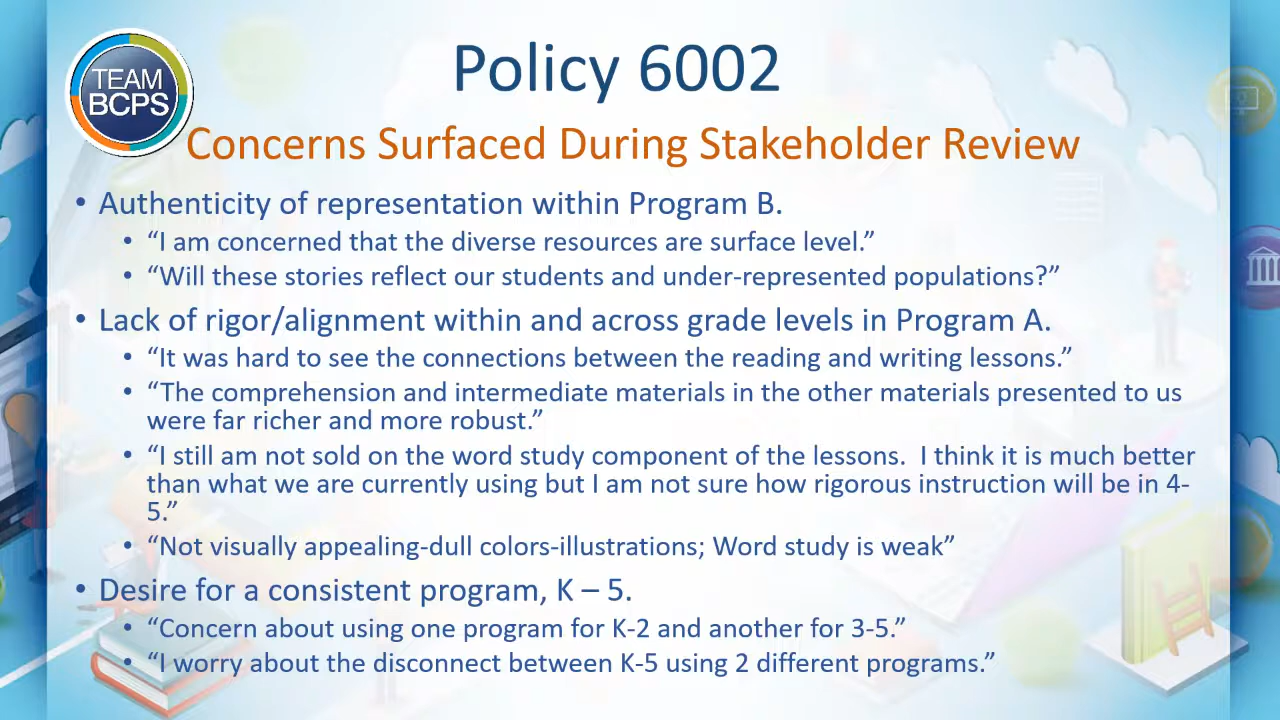 TEAM
BCPS
Policy 6002
Concerns Surfaced During Stakeholder Review
• Authenticity of representation within Program B.
• “I am concerned that the diverse resources are surface level.”
• “Will these stories reflect our students and under-represented populations?”
• Lack of rigor/alignment within and across grade levels in Program A.
• “It was hard to see the connections between the reading and writing lessons.”
• “The comprehension and intermediate materials in the other materials presented to us
were far richer and more robust.”
• “I still am not sold on the word study component of the lessons.  I think it is much better
than what we are currently using but I am not sure how rigorous instruction will be in 4-
5.”
• “Not visually appealing-dull colors-illustrations; Word study is weak”
• Desire for a consistent program, K – 5.
• “Concern about using one program for K-2 and another for 3-5.”
• “I worry about the disconnect between K-5 using 2 different programs.”